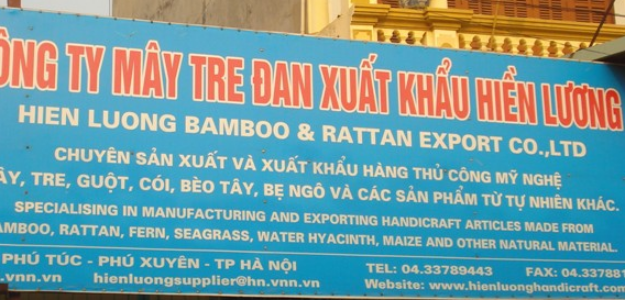 ÔNG TY MÂY TRE ĐAN XUẤT KHẨU HIỀN LƯƠNG
HIEN LUONG BAMBOO & RATTAN EXPORT CO.,LTD
CHUYÊN SẢN XUẤT VÀ XUẤT KHẨU HÀNG THỦ CÔNG MỸ NGHỆ
ÂY, TRE, GUỘT, CÓI, BÈO TÂY, BẸ NGÔ VÀ CÁC SẢN PHẨM TỪ TỰ NHIÊN KHÁC.
SPECIALISING IN MANUFACTURING AND EXPORTING HANDICRAFT ARTICLES MADE FROM
AMBOO, RATTAN, FERN, SEAGRASS, WATER HYACINTH, MAIZE AND OTHER NATURAL MATERIAL.
PHÚ TÚC - PHÚ XUYÊN - TP HÀ NỘI TEL: 04.33789443 FAX: 04.337881
.vnn.vn hienluongsupplier@hn.vnn.vn Website: www.hienluonghandicraft.com